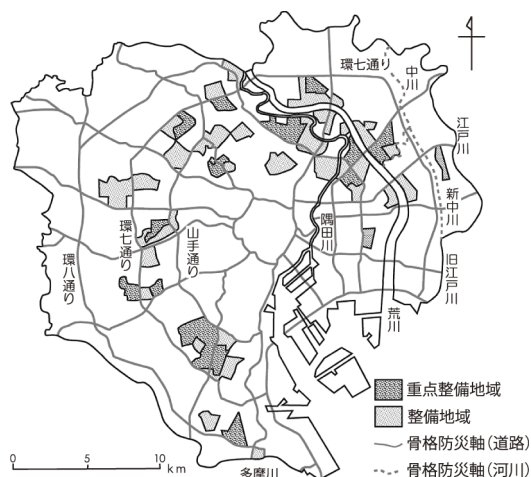 環七通り
中川
江戸川
新中川
旧江戸川
荒川
隅田川
山手通り
環七通り
環八通り
多摩川
重点整備地域
整備地域
骨格防災軸(道路)
骨格防災軸(河川)
0 5 10
km